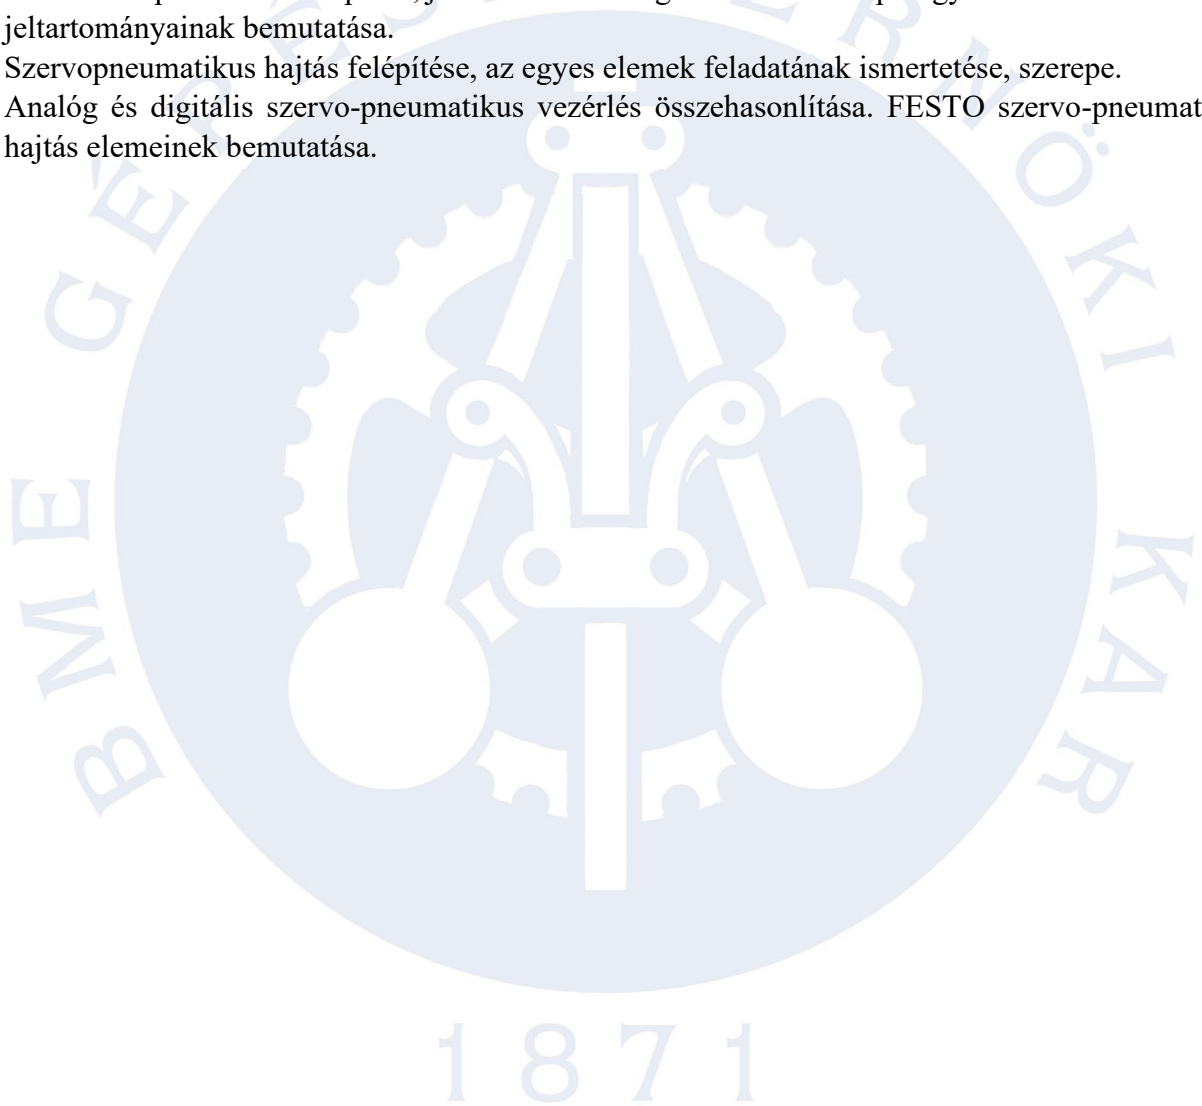 jeltartományainak bemutatása.
Szervopneumatikus hajtás felépítése, az egyes elemek feladatának ismertetése, szerepe.
Analóg és digitális szervo-pneumatikus vezérlés összehasonlítása. FESTO szervo-pneumat
hajtás elemeinek bemutatása.
BME GÉPÉSZMÉRNÖKI KAR
1871